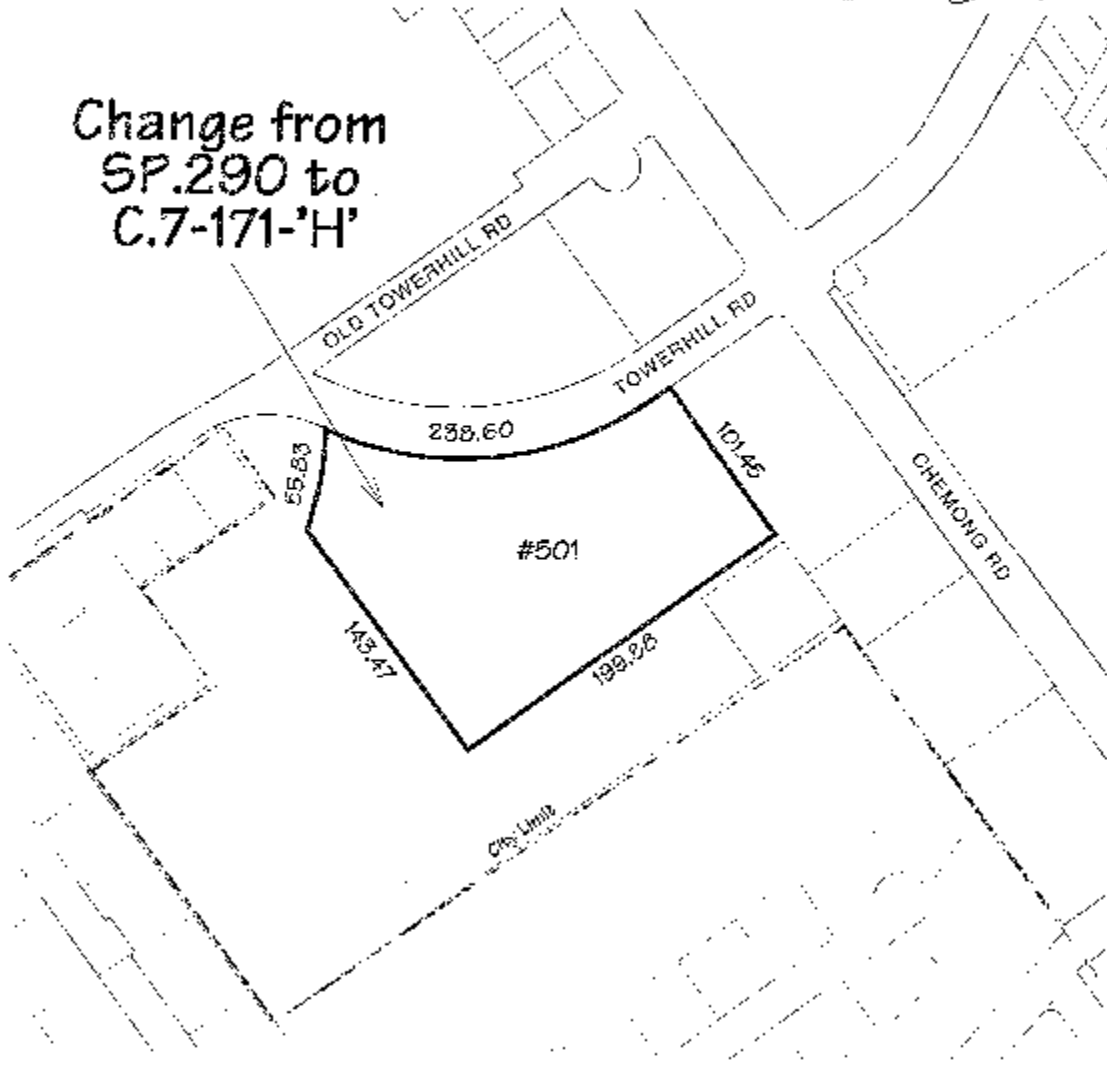 Change from
SP.290 to
C.7-171-'H'
OLD TOWERHILL RD
TOWERHILL RD
238.60
55.83
101.45
CHEMONG RD
#501
143.47
199.88
City Limit